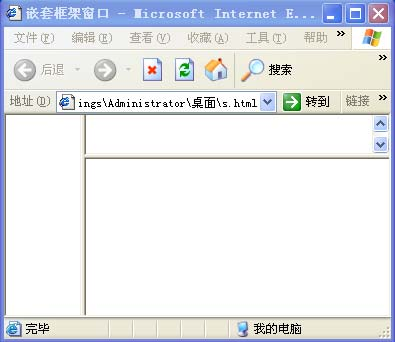 嵌套框架窗口 - Microsoft Internet E...
文件(F) 编辑(E) 查看(V) 收藏(A) 工具(T) 帮助 »
后退 搜索 »
地址(D) ings\Administrator\桌面\s.html 转到 链接 »
完毕 我的电脑